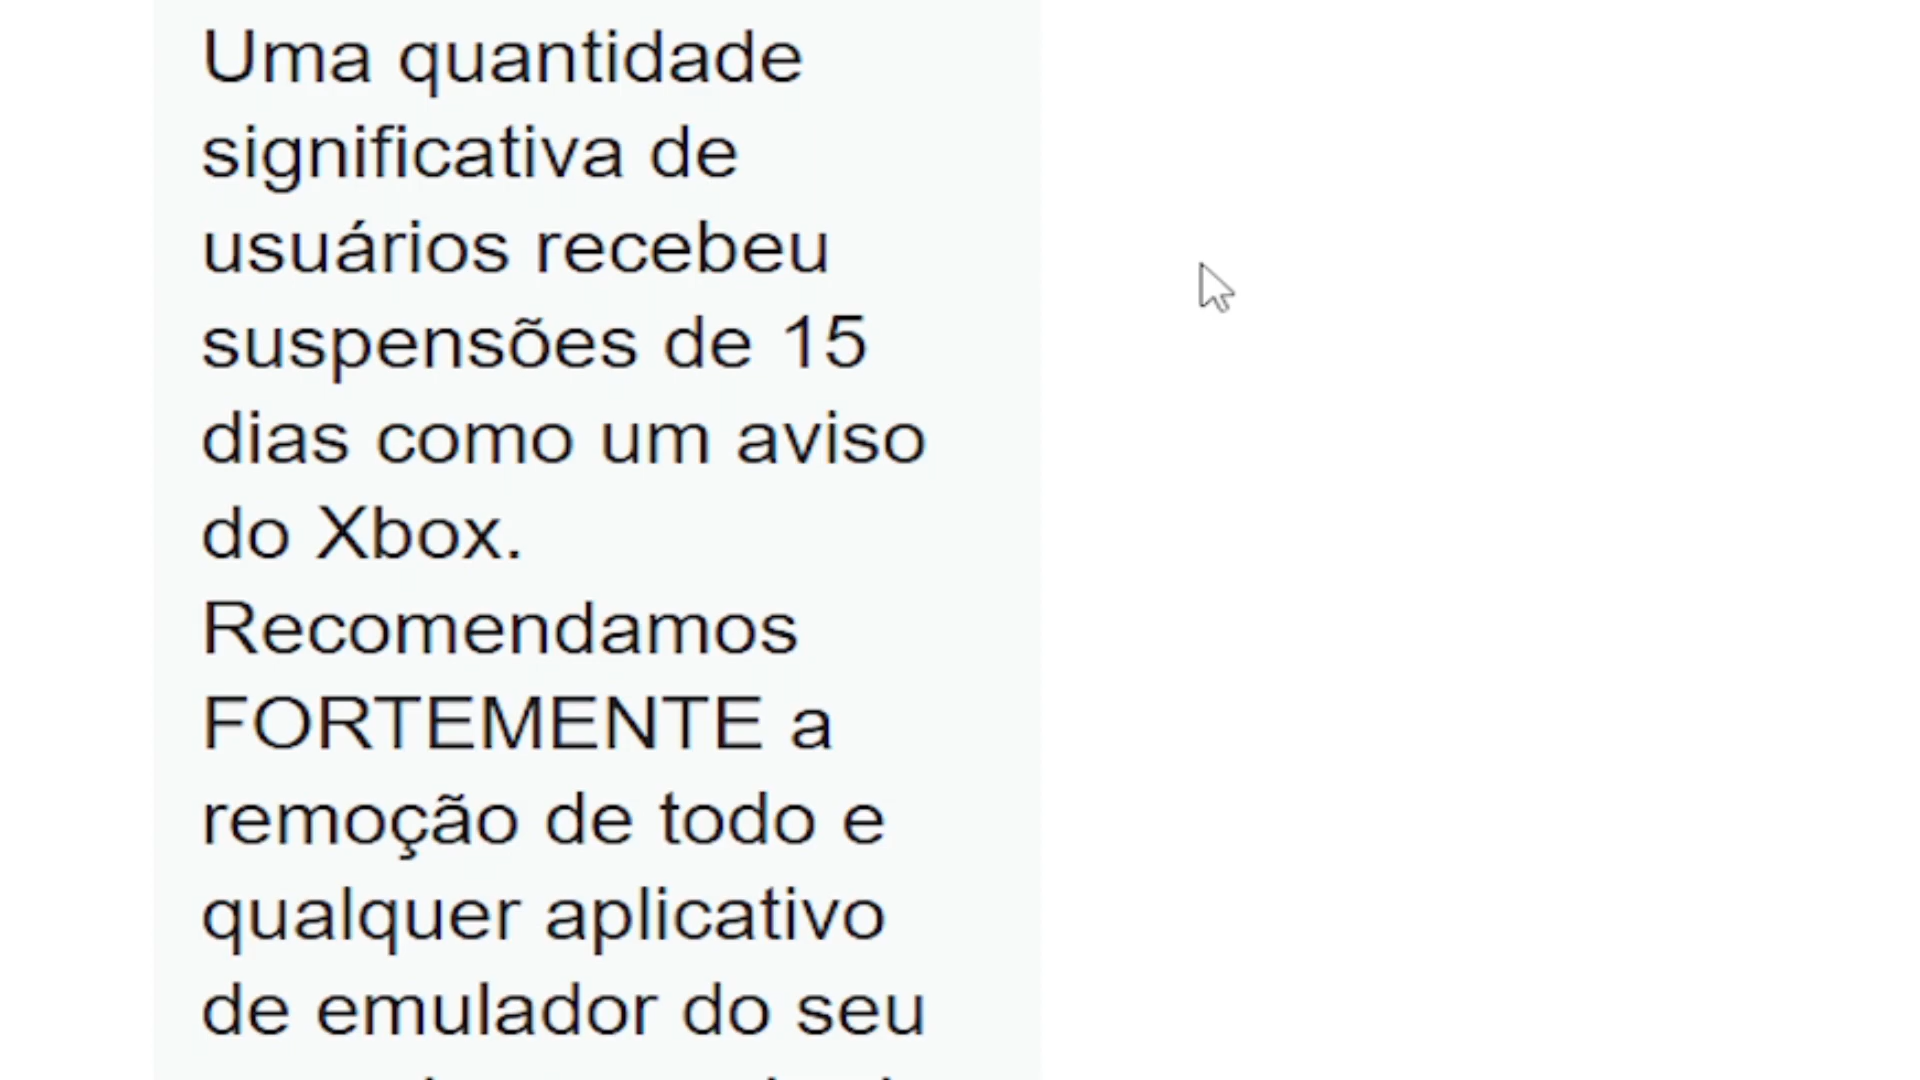 Uma quantidade
significativa de
usuários recebeu
suspensões de 15
dias como um aviso
do Xbox.
Recomendamos
FORTEMENTE a
remoção de todo e
qualquer aplicativo
de emulador do seu